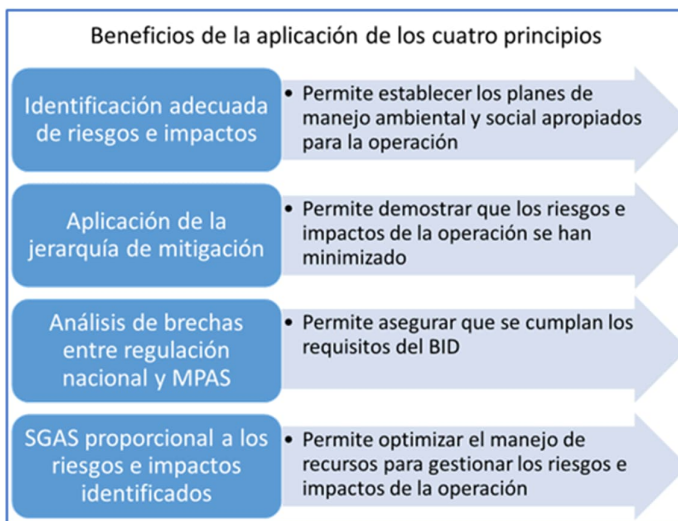 Beneficios de la aplicación de los cuatro principios
Identificación adecuada
de riesgos e impactos
• Permite establecer los planes de
manejo ambiental y social apropiados
para la operación
Aplicación de la
jerarquía de mitigación
• Permite demostrar que los riesgos e
impactos de la operación se han
minimizado
Análisis de brechas
entre regulación
nacional y MPAS
• Permite asegurar que se cumplan los
requisitos del BID
SGAS proporcional a los
riesgos e impactos
identificados
• Permite optimizar el manejo de
recursos para gestionar los riesgos e
impactos de la operación